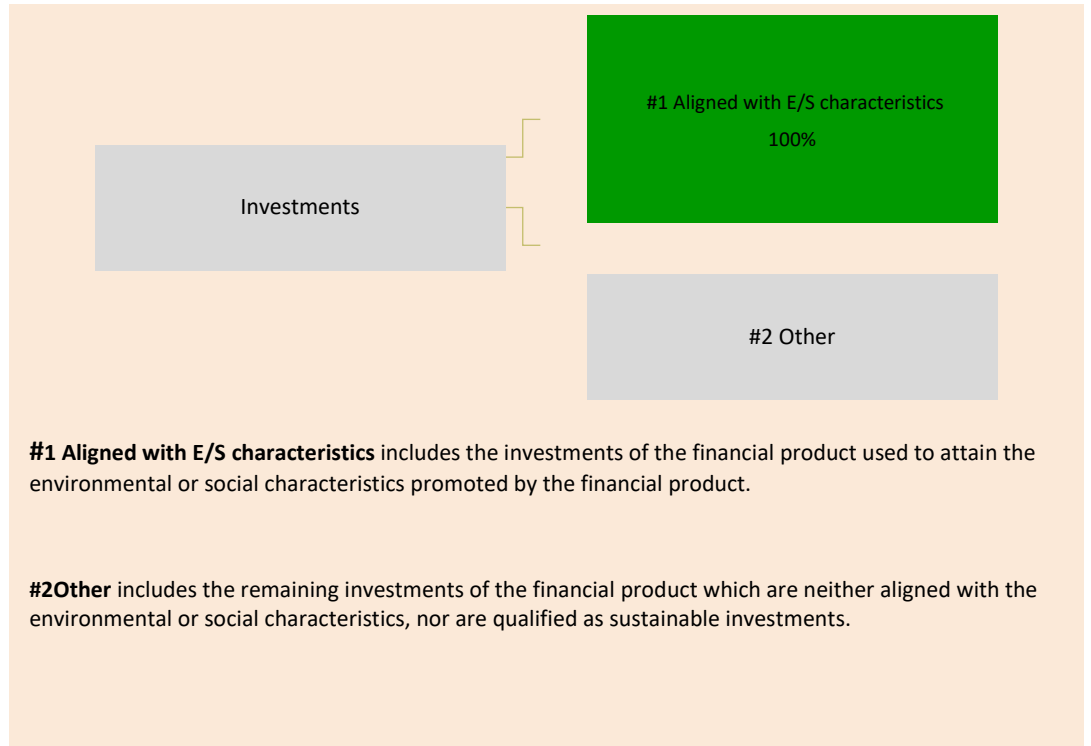 #1 Aligned with E/S characteristics
100%
Investments
#2 Other
#1 Aligned with E/S characteristics includes the investments of the financial product used to attain the
environmental or social characteristics promoted by the financial product.
#2Other includes the remaining investments of the financial product which are neither aligned with the
environmental or social characteristics, nor are qualified as sustainable investments.